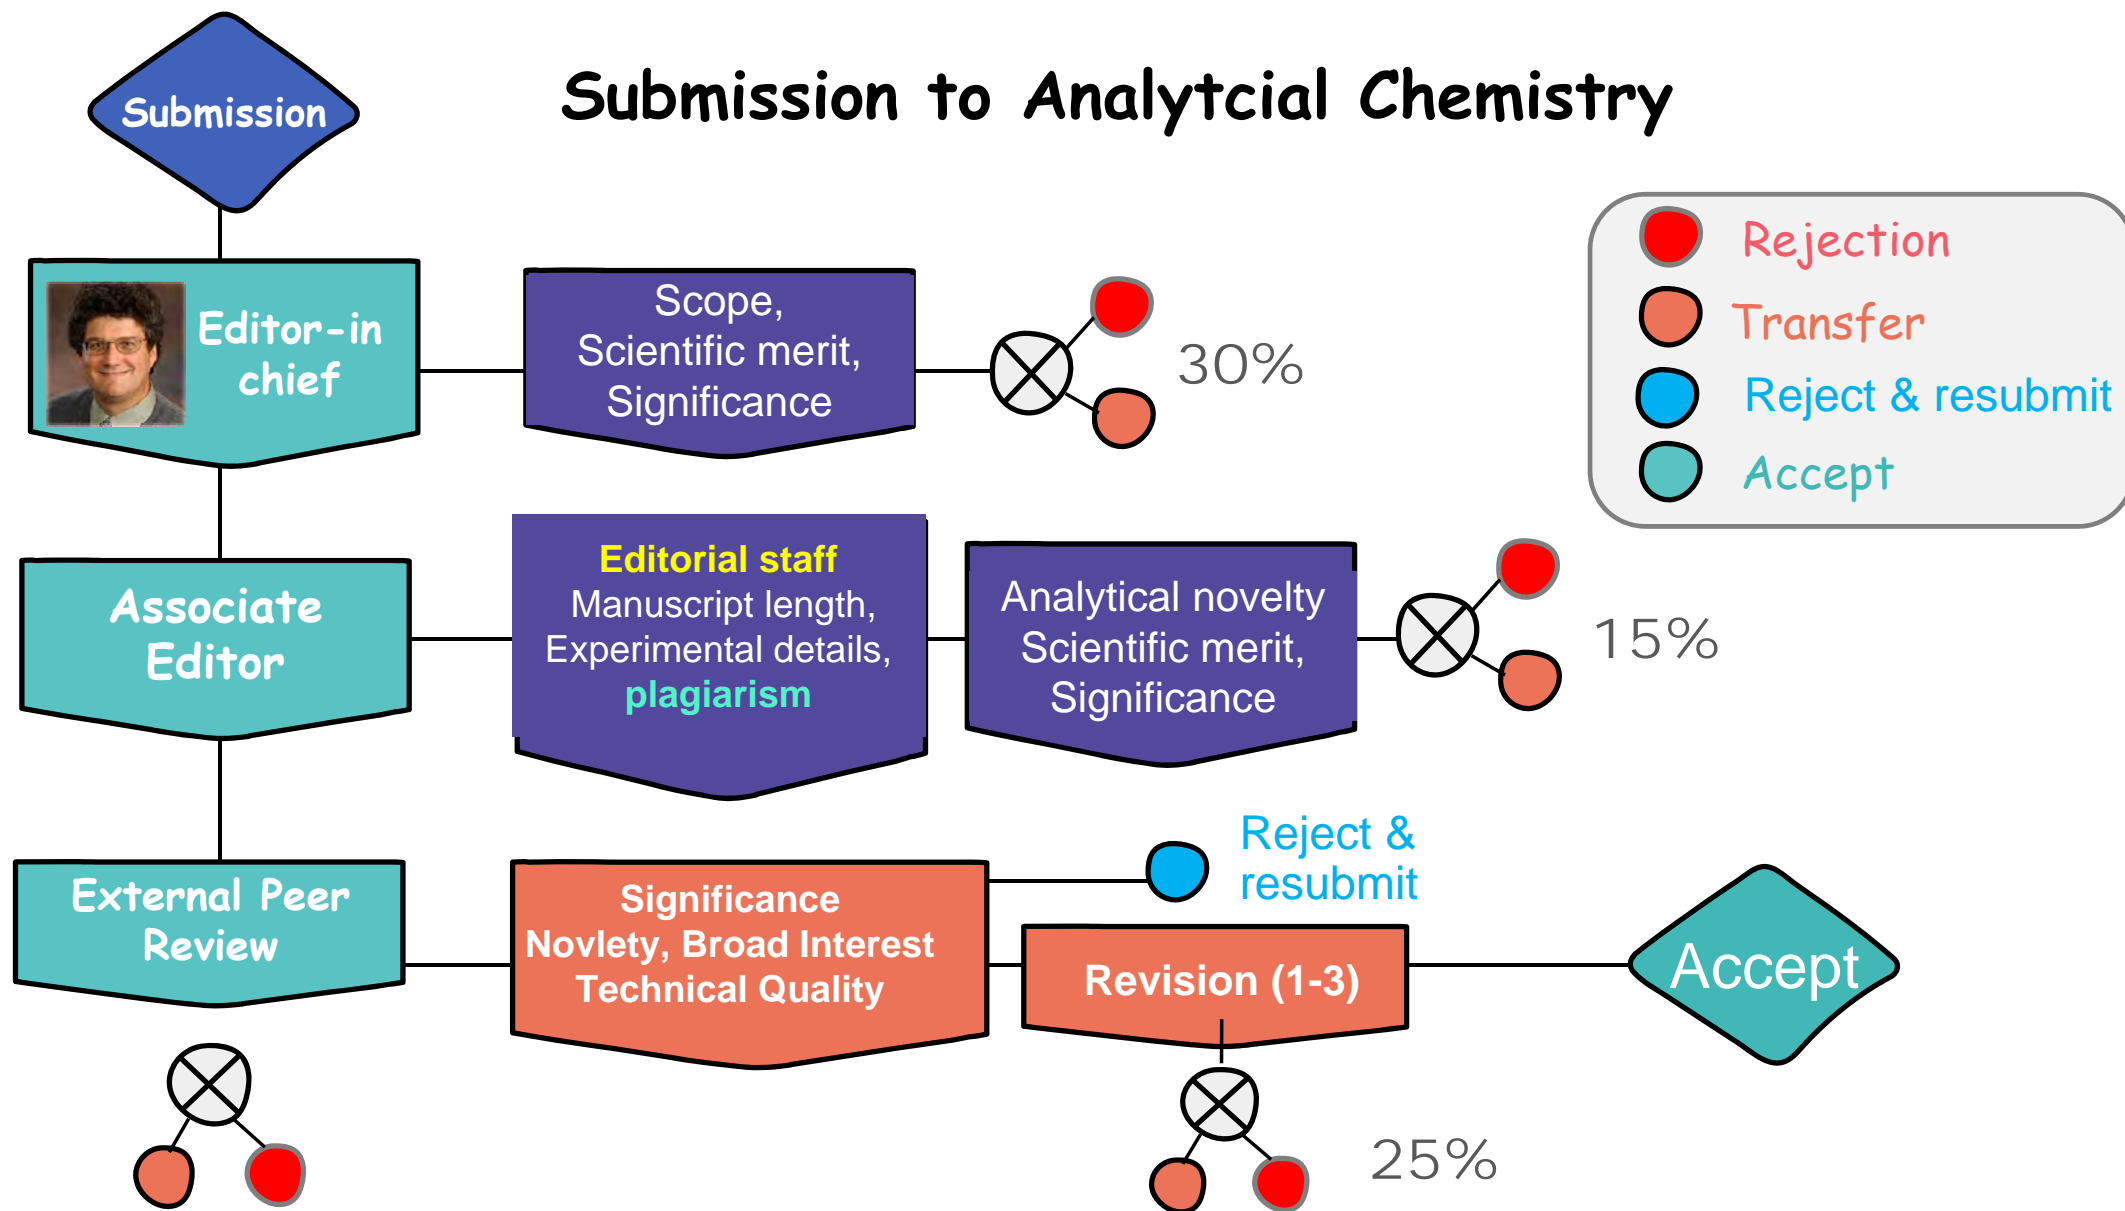 Submission
Submission to Analytcial Chemistry
Rejection
Transfer
Reject & resubmit
Accept
Editor-in
chief
Scope,
Scientific merit,
Significance
30%
Associate
Editor
Editorial staff
Manuscript length,
Experimental details,
plagiarism
Analytical novelty
Scientific merit,
Significance
15%
External Peer
Review
Significance
Novlety, Broad Interest
Technical Quality
Reject &
resubmit
Revision (1-3)
Accept
25%